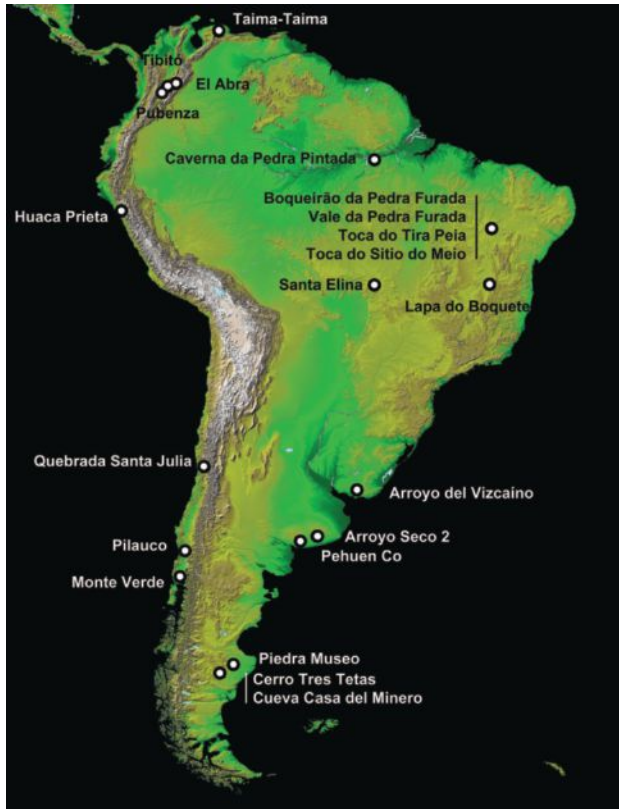 Taima-Taima
Tibitó
El Abra
Pubenza
Caverna da Pedra Pintada
Boqueirão da Pedra Furada
Vale da Pedra Furada
Huaca Prieta
Toca do Tira Peia
Toca do Sitio do Meio
Santa Elina
Lapa do Boquete
Quebrada Santa Julia
Arroyo del Vizcaíno
Arroyo Seco 2
Pilauco
Pehuen Co
Monte Verde
Piedra Museo
Cerro Tres Tetas
Cueva Casa del Minero